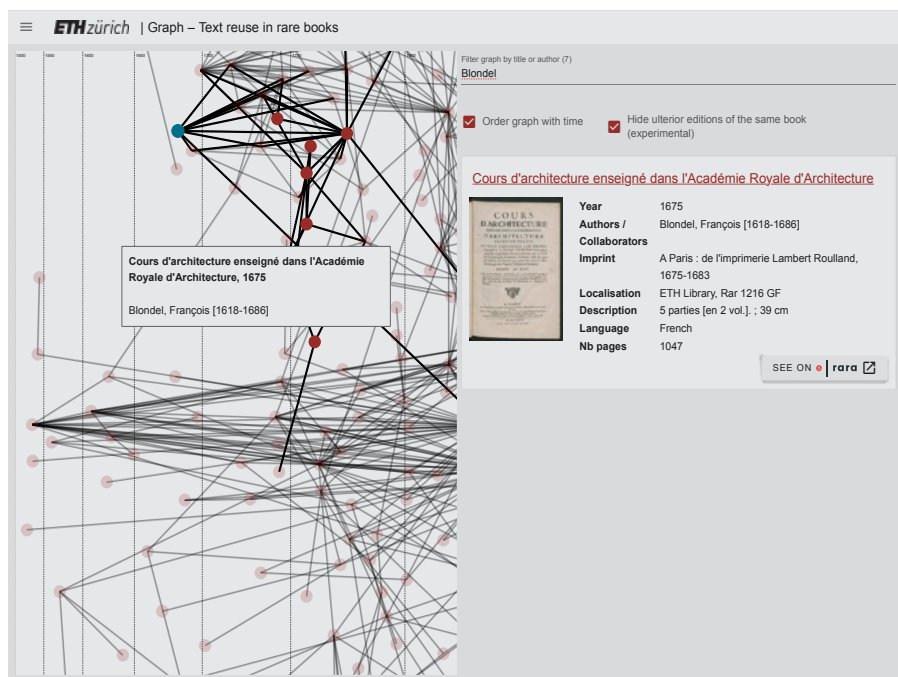 ETH zürich | Graph – Text reuse in rare books
Filter graph by title or author (7)
Blondel
Order graph with time
Hide ulterior editions of the same book
(experimental)
Cours d'architecture enseigné dans l'Académie Royale d'Architecture
COURS
D'ARCHITECTURE
Year 1675
Authors / Blondel, François [1618-1686]
Collaborators
Imprint A Paris : de l'imprimerie Lambert Roulland,
1675-1683
Localisation ETH Library, Rar 1216 GF
Description 5 parties [en 2 vol.]. ; 39 cm
Language French
Nb pages 1047
SEE ON e rara
Cours d'architecture enseigné dans l'Académie
Royale d'Architecture, 1675
Blondel, François [1618-1686]